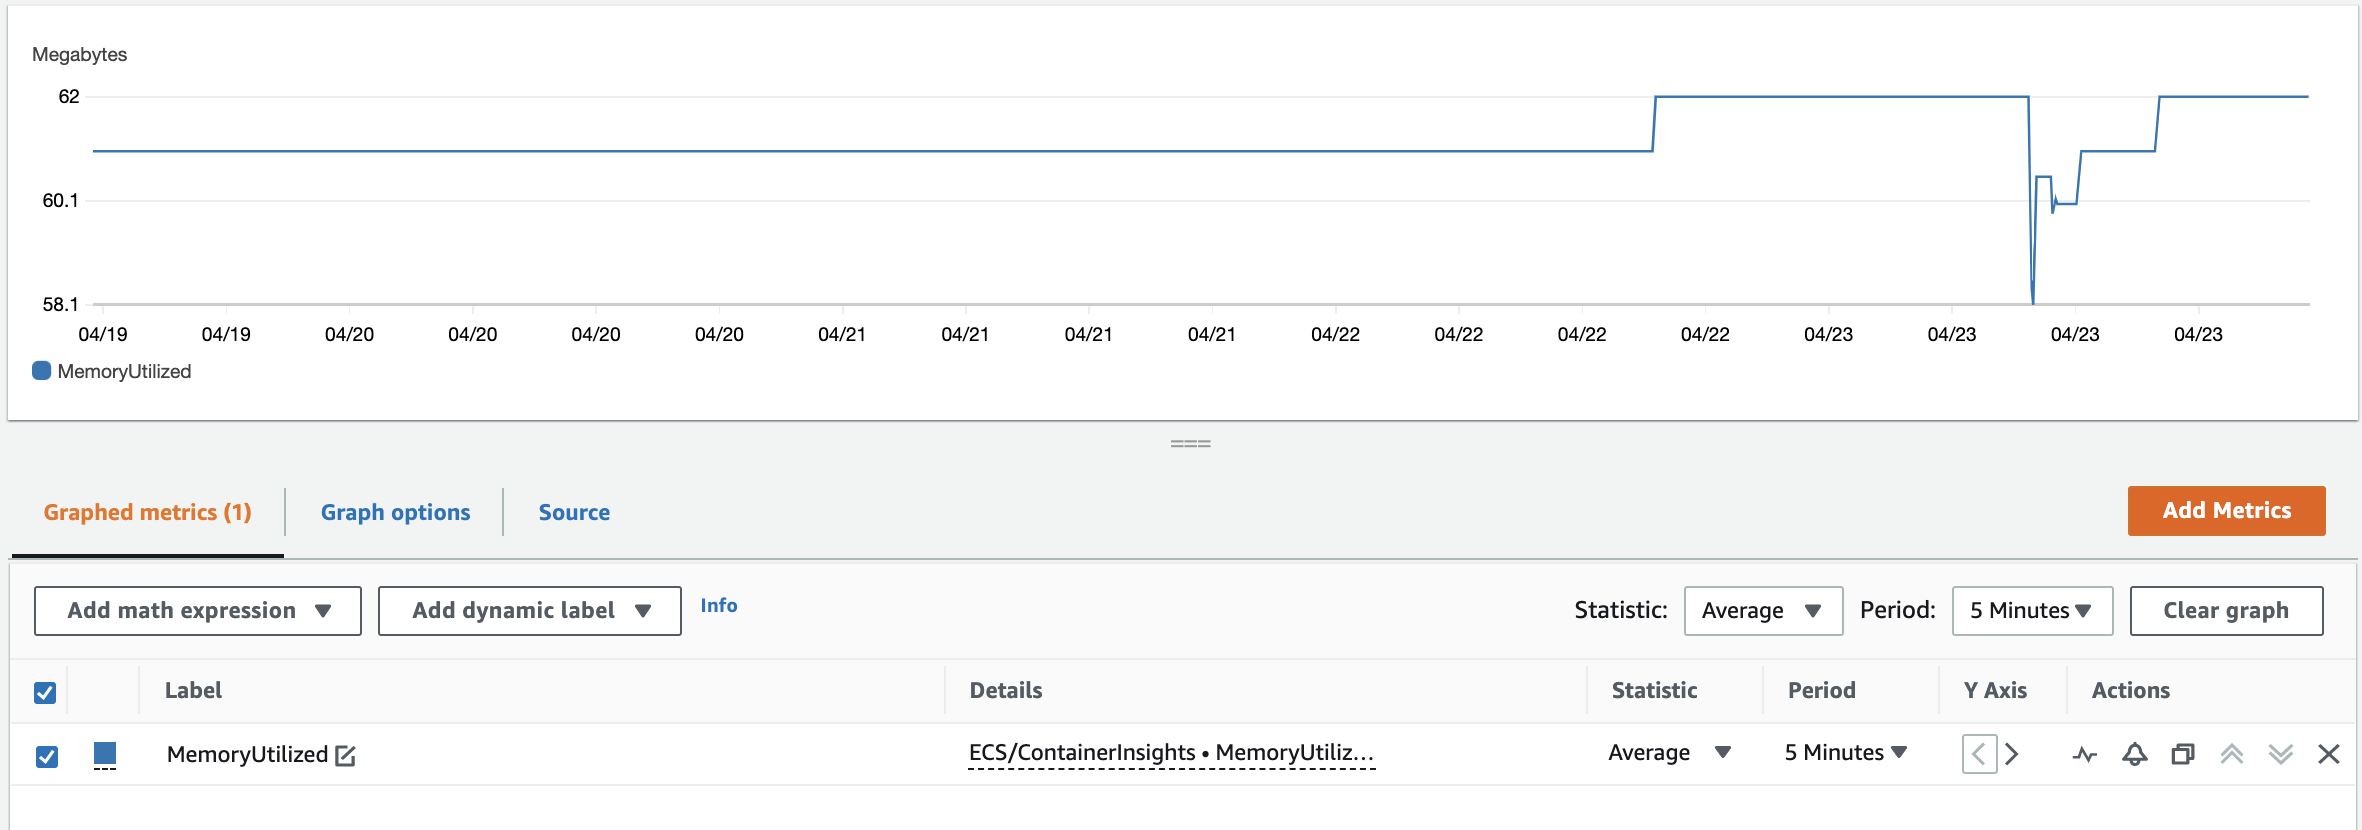 Megabytes
62
60.1
58.1
04/19 04/19 04/20 04/20 04/20 04/20 04/21 04/21 04/21 04/21 04/22 04/22 04/22 04/22 04/23 04/23 04/23 04/23
MemoryUtilized
Graphed metrics (1) Graph options Source Add Metrics
Add math expression Add dynamic label Info Statistic: Average Period: 5 Minutes Clear graph
Label Details Statistic Period Y Axis Actions
MemoryUtilized ECS/ContainerInsights • MemoryUtiliz... Average 5 Minutes